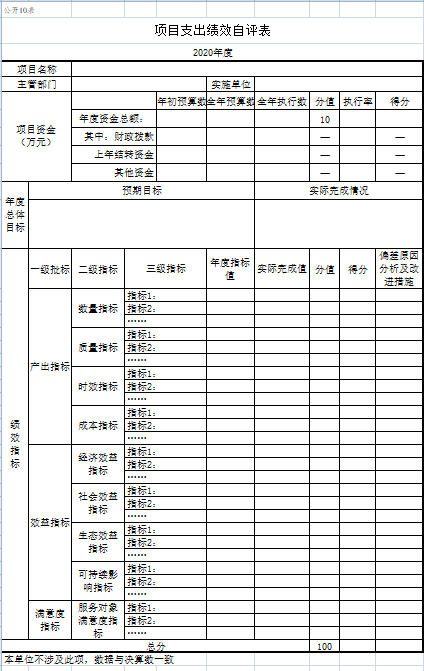 公开10表
项目支出绩效自评表
2020年度
项目名称
主管部门 实施单位
项目资金
（万元）
年初预算数 全年预算数 全年执行数 分值 执行率 得分
年度资金总额： 10
其中：财政拨款 — —
上年结转资金 — —
其他资金 — —
年度
总体
目标
预期目标 实际完成情况
绩
效
指
标
一级指标 二级指标 三级指标 年度指标
值
实际完成值 分值 得分 偏差原因
分析及改
进措施
产出指标
数量指标
指标1：
指标2：
……
质量指标
指标1：
指标2：
……
时效指标
指标1：
指标2：
……
成本指标
指标1：
指标2：
……
效益指标
经济效益
指标
指标1：
指标2：
……
社会效益
指标
指标1：
指标2：
……
生态效益
指标
指标1：
指标2：
……
可持续影
响指标
指标1：
指标2：
……
满意度
指标
服务对象
满意度指
标
指标1：
指标2：
……
总分 100
本单位不涉及此项，数据与决算数一致